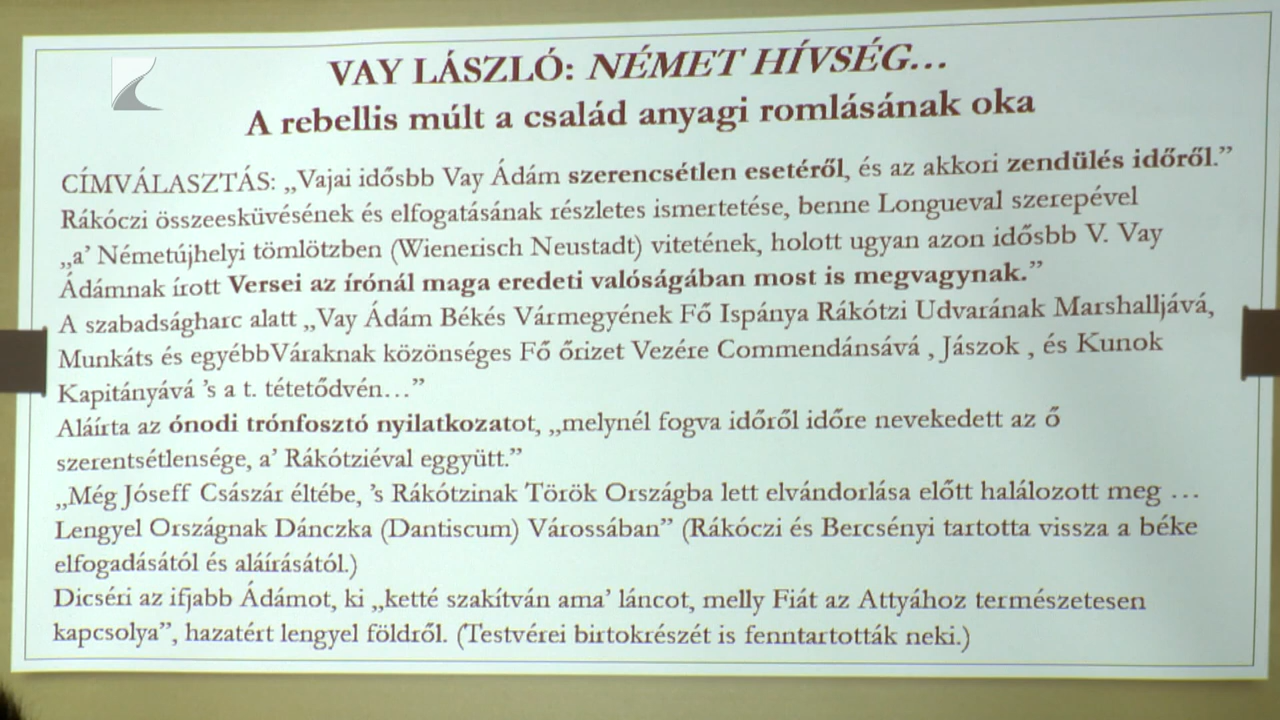 VAY LÁSZLÓ: NÉMET HÍVSÉG...
A rebellis múlt a család anyagi romlásának oka
CÍMVÁLASZTÁS: „Vajai idősbb Vay Ádám szerencsétlen esetéről, és az akkori zendülés időről.”
Rákóczi összeesküvésének és elfogatásának részletes ismertetése, benne Longueval szerepével
„a’ Németújhelyi tömlötzben (Wienerisch Neustadt) vitetének, holott ugyan azon idősbb V. Vay
Ádámnak írott Versei az írónál maga eredeti valóságában most is megvagynak.”
A szabadságharc alatt „Vay Ádám Békés Vármegyének Fő Ispánya Rákótzi Udvarának Marshalljává,
Munkáts és egyébbVáraknak közönséges Fő őrizet Vezére Commendánsává , Jászok , és Kunok
Kapitányává ’s a t. tétetődvén…”
Aláírta az ónodi trónfosztó nyilatkozatot, „melynél fogva időről időre nevekedett az ő
szerentsétlensége, a’ Rákótziéval eggyütt.”
„Még Jóseff Császár éltébe, ’s Rákótzinak Török Országba lett elvándorlása előtt halálozott meg …
Lengyel Országnak Dánczka (Dantiscum) Várossában” (Rákóczi és Bercsényi tartotta vissza a béke
elfogadásától és aláírásától.)
Dicséri az ifjabb Ádámot, ki „ketté szakítván ama’ láncot, melly Fiát az Attyához természetesen
kapcsolya”, hazatért lengyel földről. (Testvérei birtokrészét is fenntartották neki.)